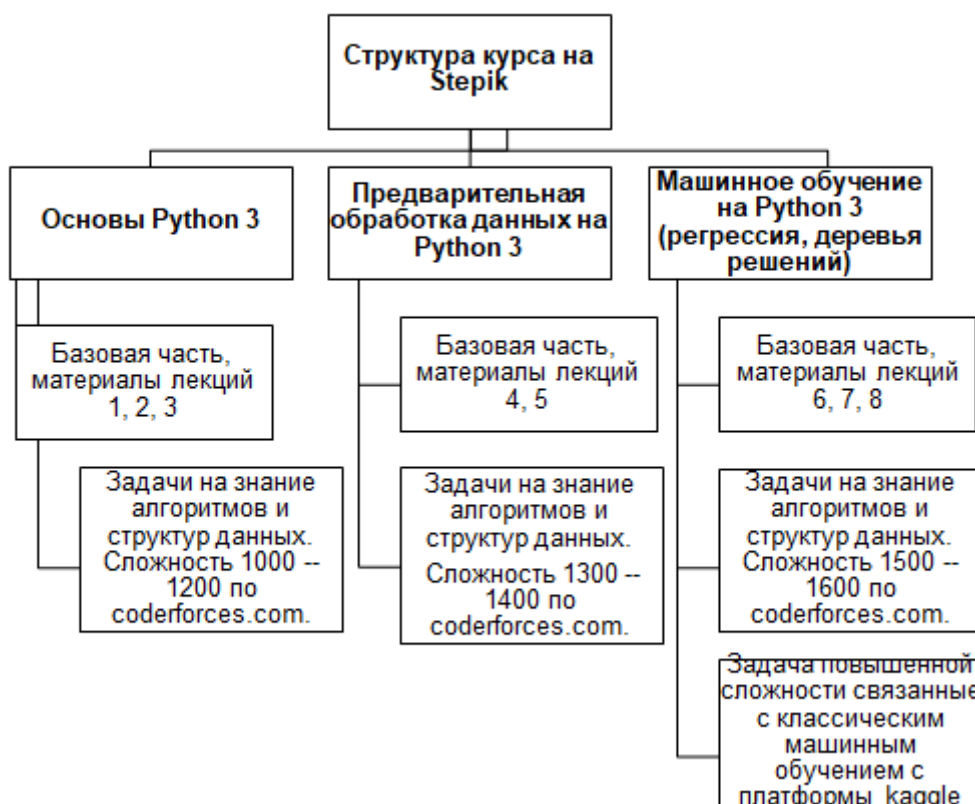 Структура курса на
Stepik
Основы Python 3
Предварительная
обработка данных на
Python 3
Машинное обучение
на Python 3
(регрессия, деревья
решений)
Базовая часть,
материалы лекций
1, 2, 3
Базовая часть,
материалы лекций
4, 5
Базовая часть,
материалы лекций
6, 7, 8
Задачи на знание
алгоритмов и
структур данных.
Сложность 1000 --
1200 по
coderforces.com.
Задачи на знание
алгоритмов и
структур данных.
Сложность 1300 --
1400 по
coderforces.com.
Задачи на знание
алгоритмов и
структур данных.
Сложность 1500 --
1600 по
coderforces.com.
Задача повышенной
сложности связанные
с классическим
машинным
обучением с
платформы kaggle